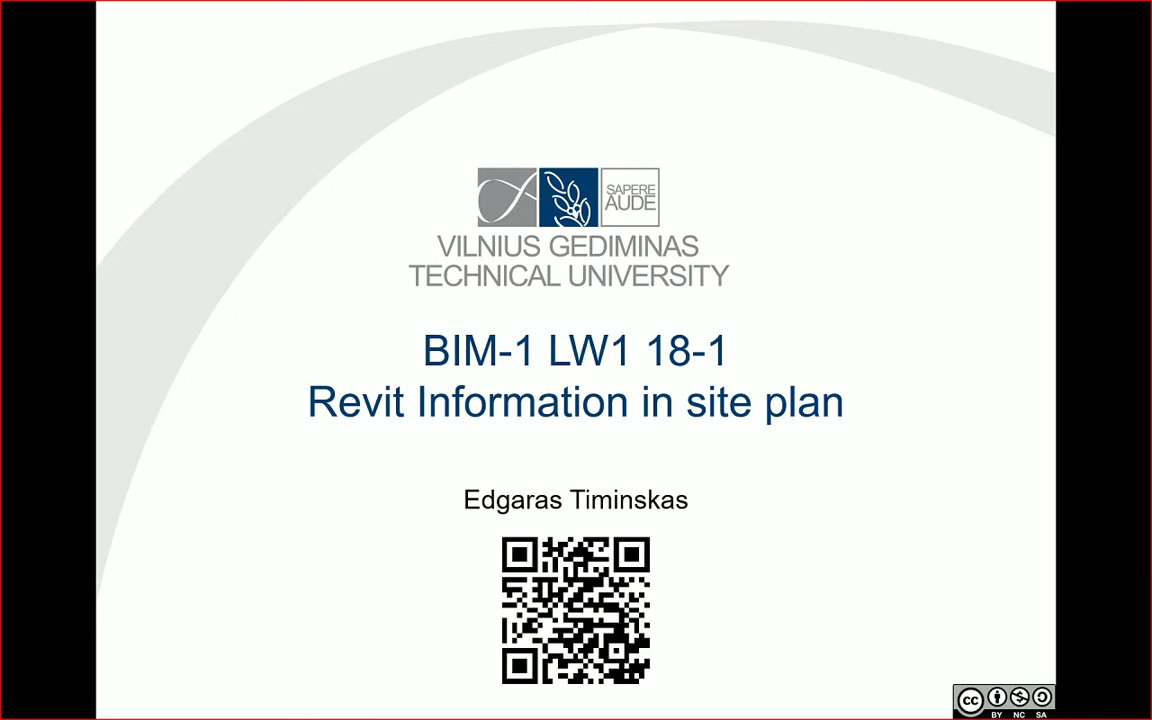 SAPERE
AUDE
VILNIUS GEDIMINAS
TECHNICAL UNIVERSITY
BIM-1 LW1 18-1
Revit Information in site plan
Edgaras Timinskas
cc
BY NC SA